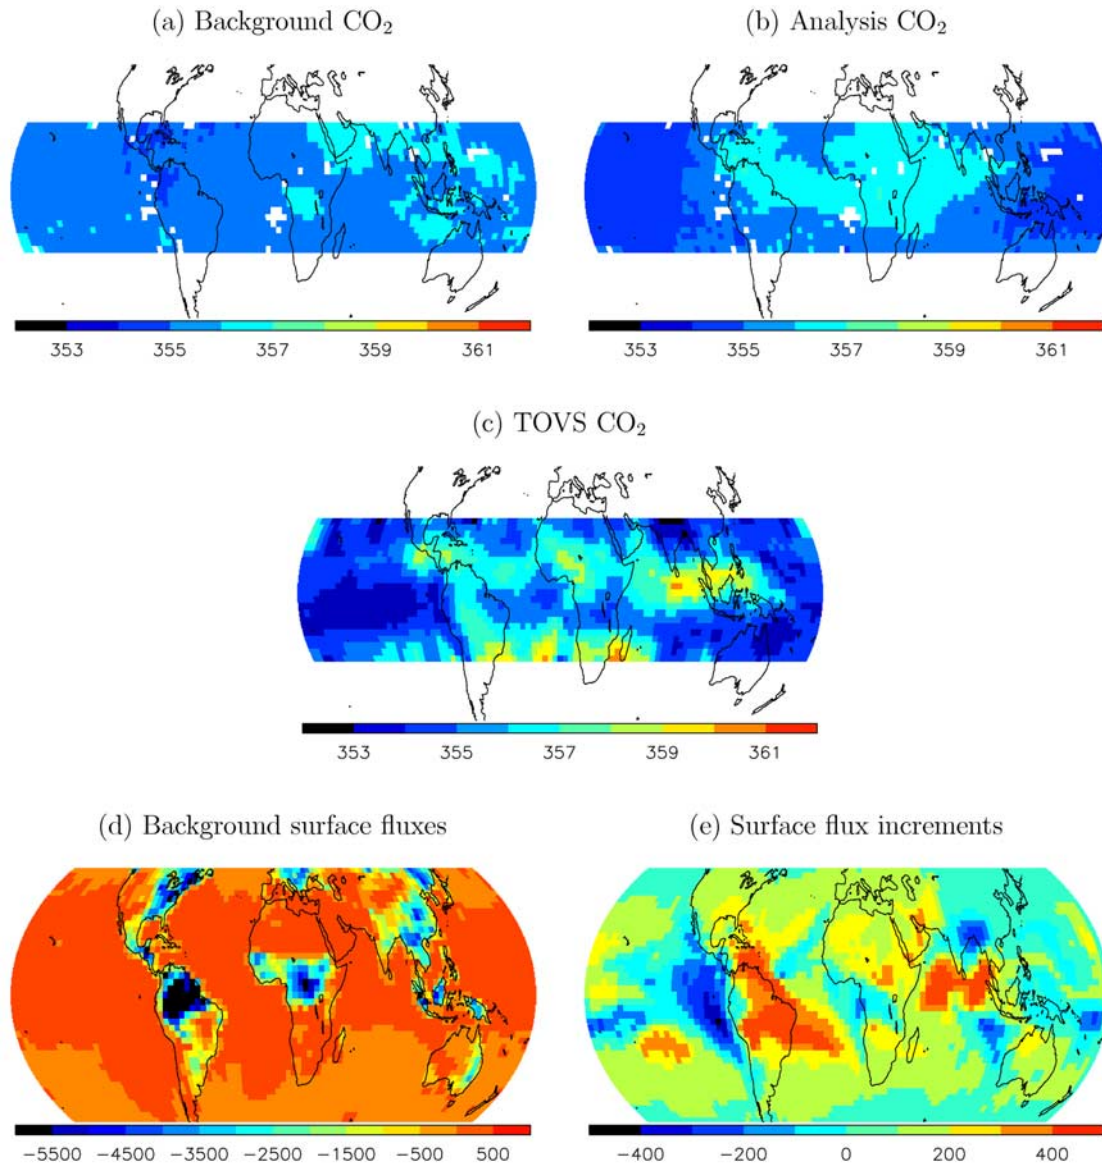 (a) Background CO₂
(b) Analysis CO₂
353 355 357 359 361
353 355 357 359 361
(c) TOVS CO₂
353 355 357 359 361
(d) Background surface fluxes
(e) Surface flux increments
-5500 -4500 -3500 -2500 -1500 -500 500
-400 -200 0 200 400